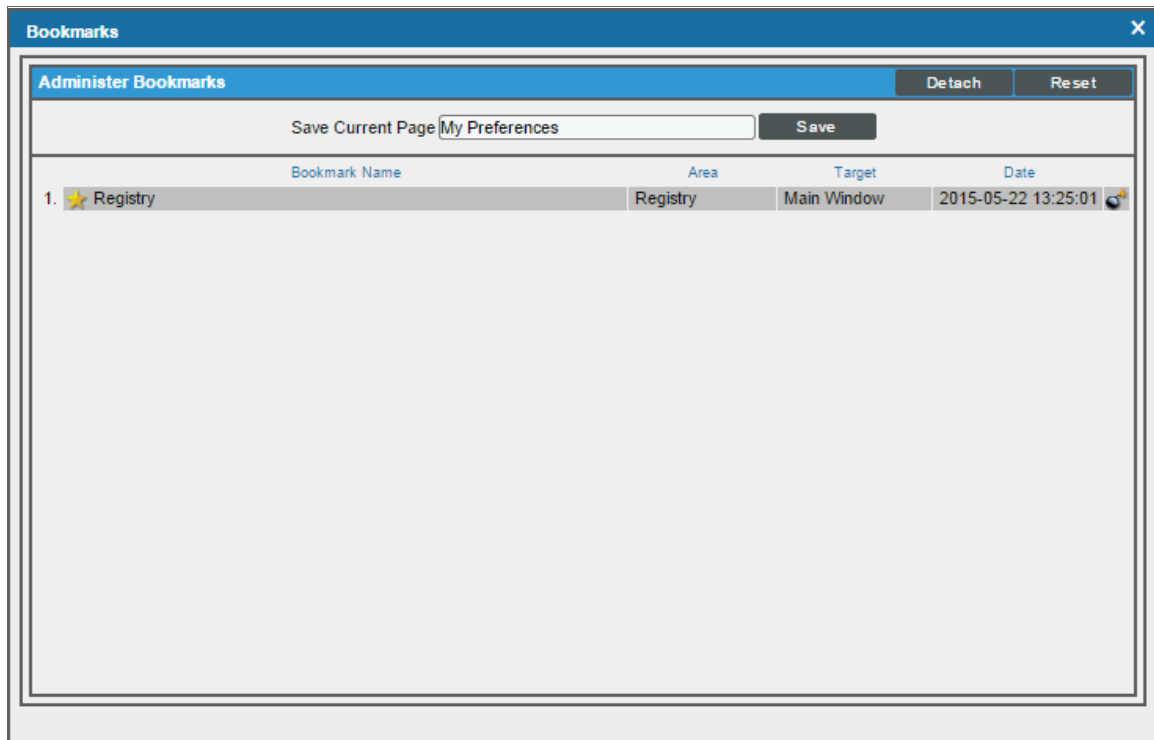 Bookmarks
Administer Bookmarks Detach Reset
Save Current Page My Preferences Save
Bookmark Name Area Target Date
1. Registry Registry Main Window 2015-05-22 13:25:01